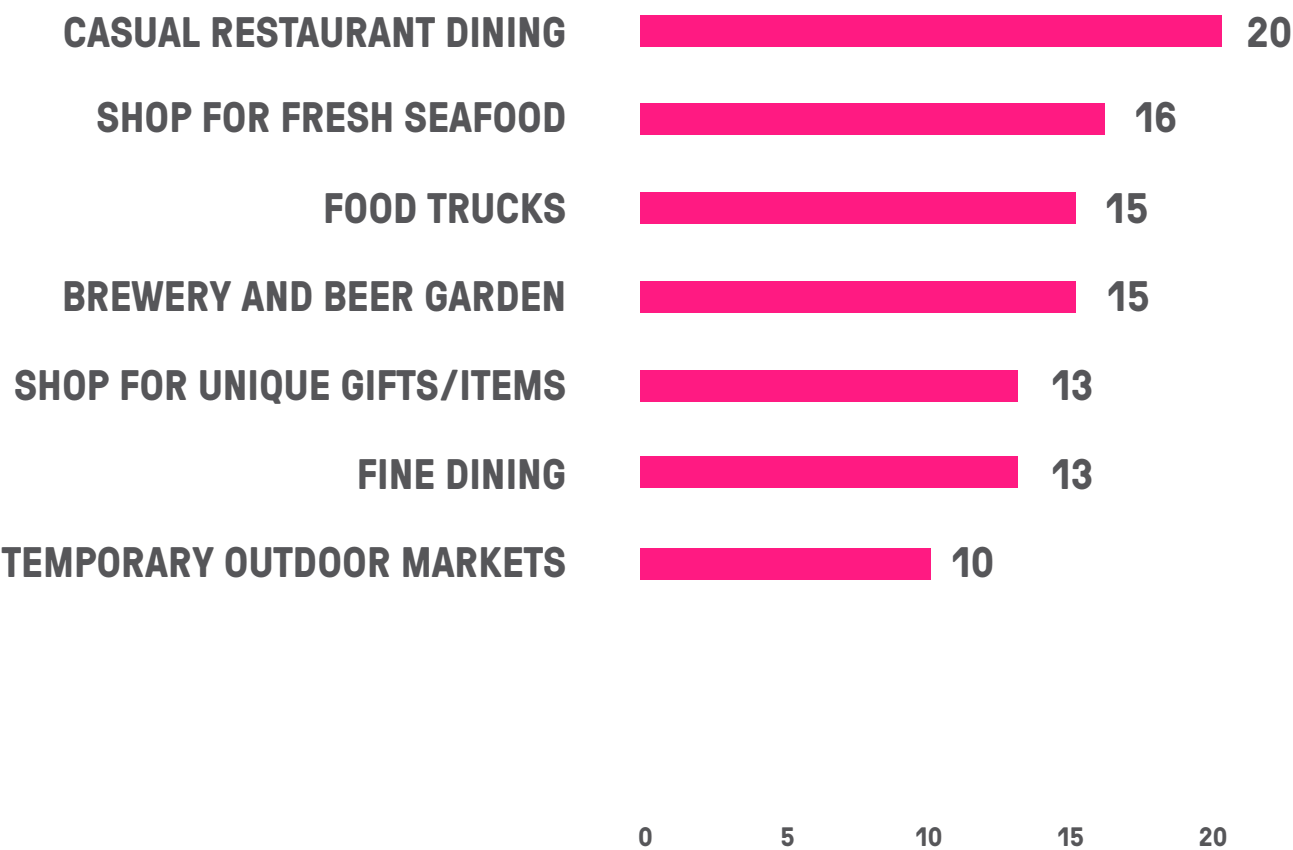 CASUAL RESTAURANT DINING 20
SHOP FOR FRESH SEAFOOD 16
FOOD TRUCKS 15
BREWERY AND BEER GARDEN 15
SHOP FOR UNIQUE GIFTS/ITEMS 13
FINE DINING 13
TEMPORARY OUTDOOR MARKETS 10
0 5 10 15 20